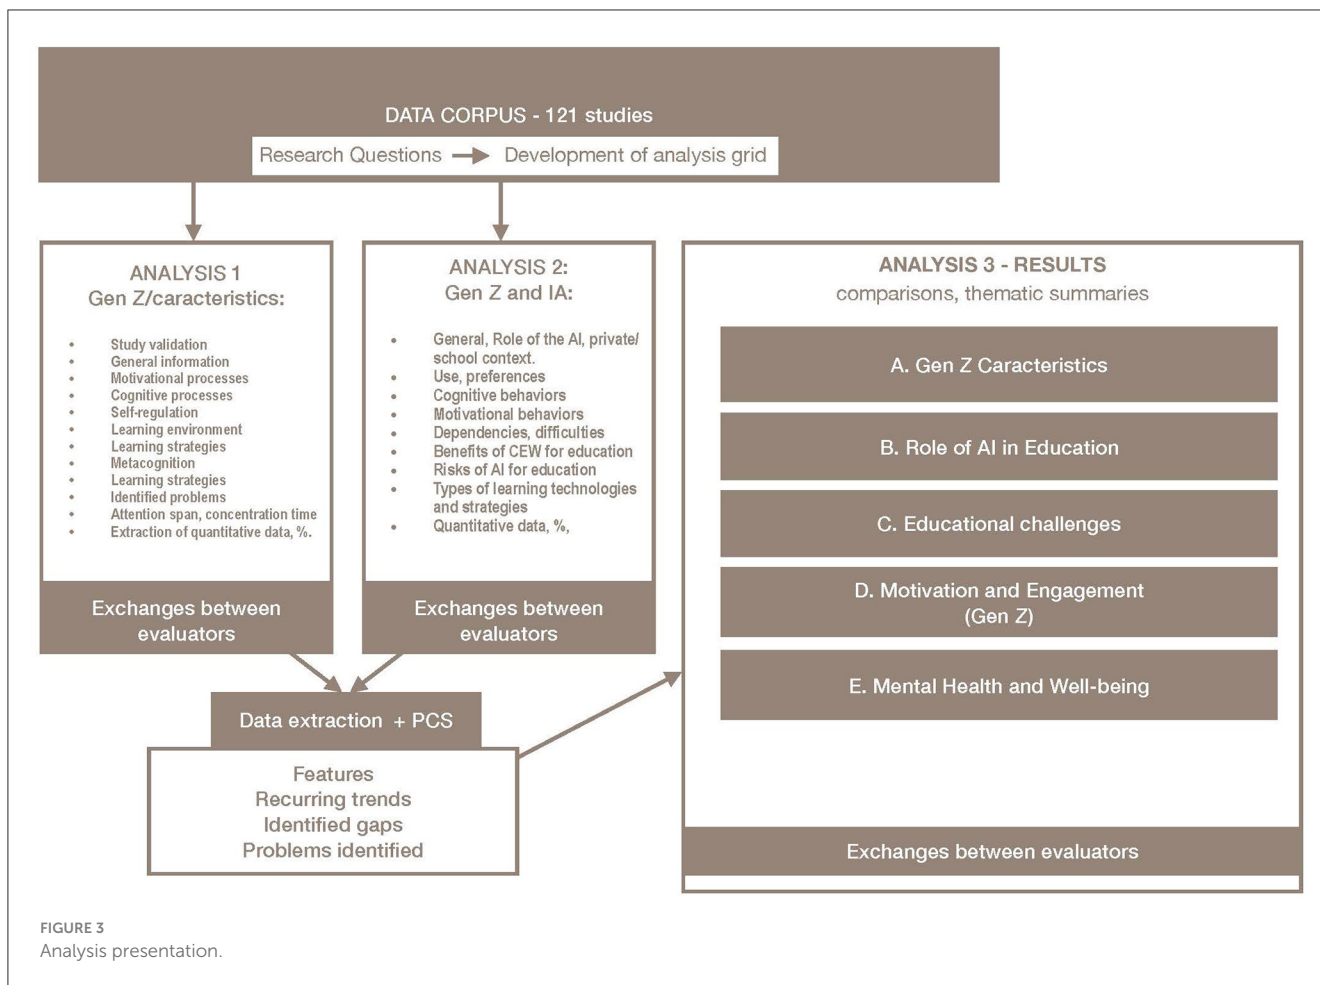 DATA CORPUS - 121 studies
Research Questions → Development of analysis grid
ANALYSIS 1
Gen Z/caracteristics:
• Study validation
• General information
• Motivational processes
• Cognitive processes
• Self-regulation
• Learning environment
• Learning strategies
• Metacognition
• Learning strategies
• Identified problems
• Attention span, concentration time
• Extraction of quantitative data, %.
Exchanges between
evaluators
ANALYSIS 2:
Gen Z and IA:
• General, Role of the AI, private/
school context.
• Use, preferences
• Cognitive behaviors
• Motivational behaviors
• Dependencies, difficulties
• Benefits of CEW for education
• Risks of AI for education
• Types of learning technologies
and strategies
• Quantitative data, %,
Exchanges between
evaluators
Data extraction + PCS
Features
Recurring trends
Identified gaps
Problems identified
ANALYSIS 3 - RESULTS
comparisons, thematic summaries
A. Gen Z Caracteristics
B. Role of AI in Education
C. Educational challenges
D. Motivation and Engagement
(Gen Z)
E. Mental Health and Well-being
Exchanges between evaluators
FIGURE 3
Analysis presentation.